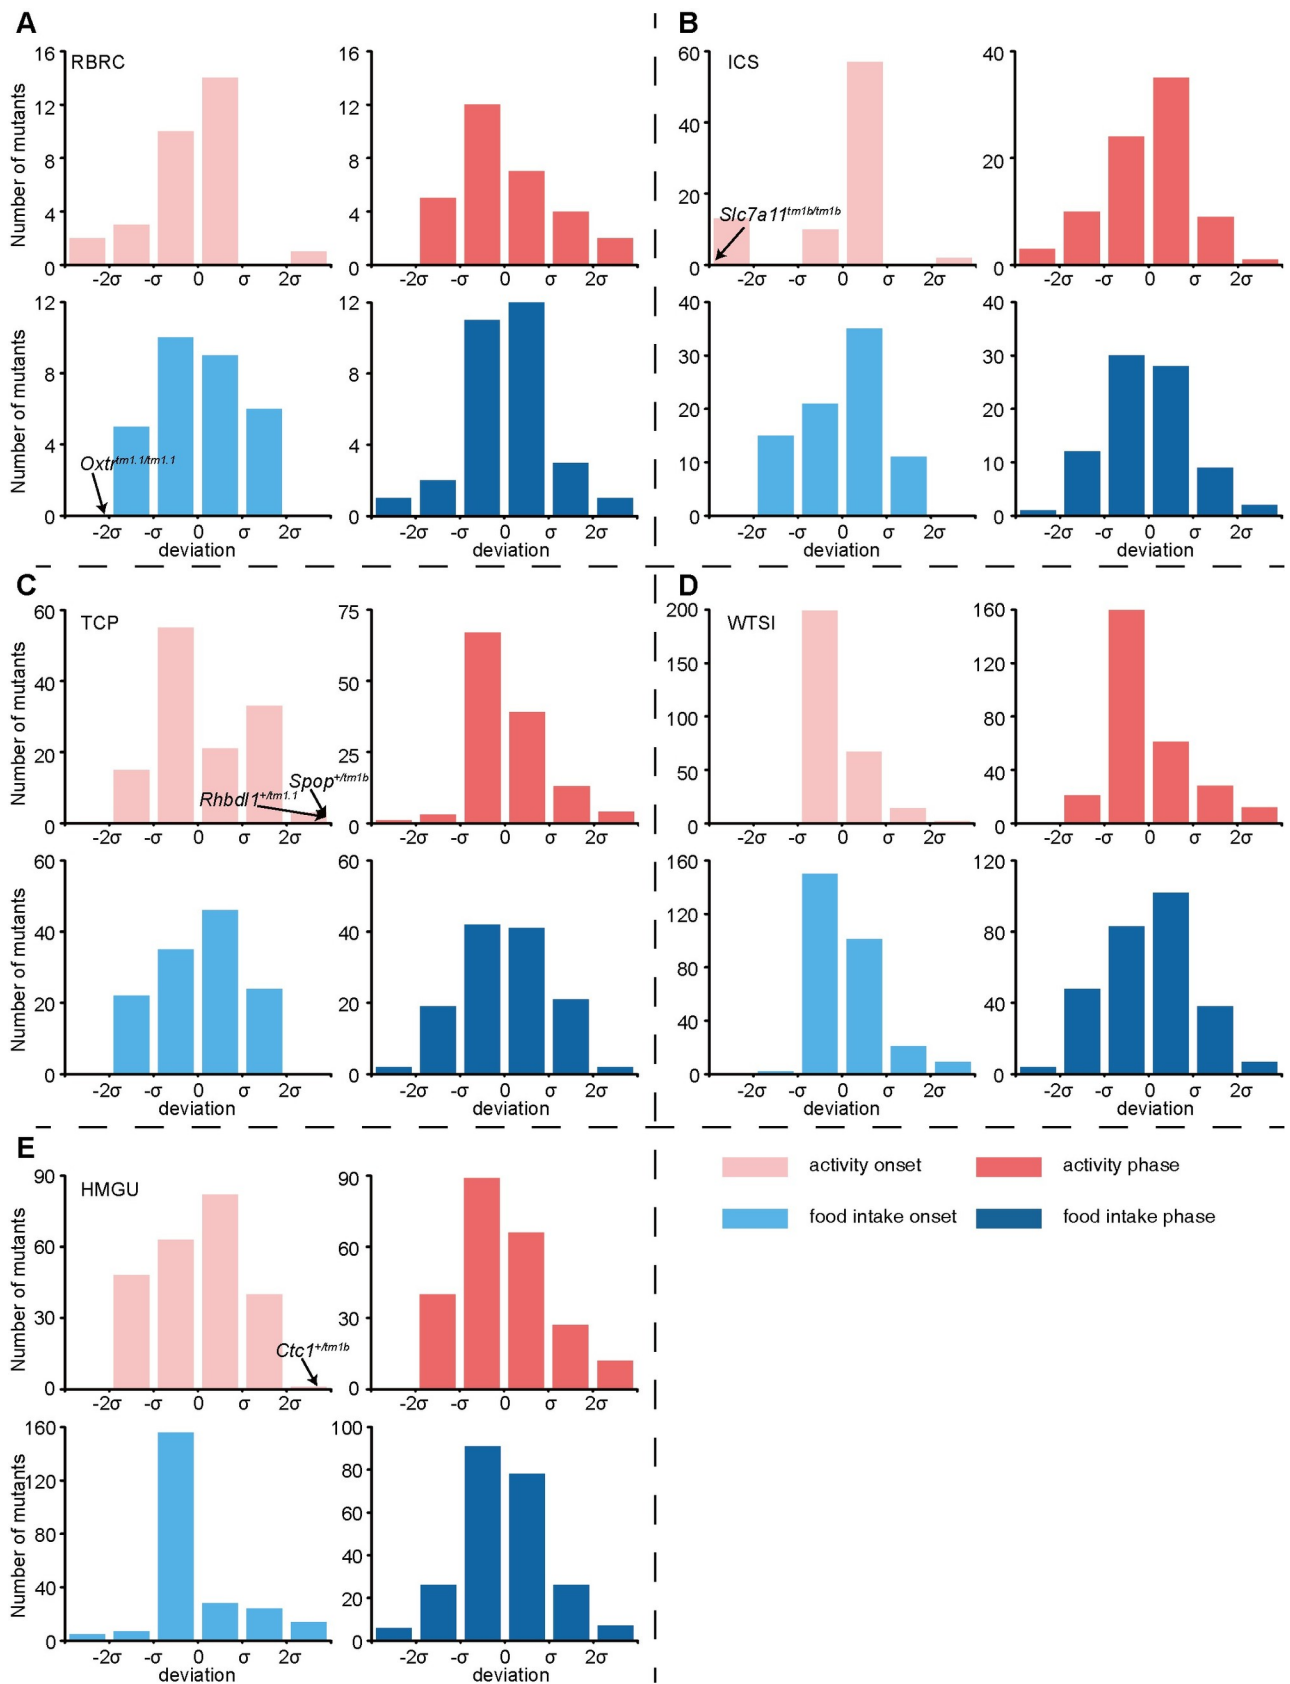 A
RBRC
Number of mutants
16
12
8
4
0
-2σ -σ 0 σ 2σ
16
12
8
4
0
-2σ -σ 0 σ 2σ
Number of mutants
12
8
4
0
Oxtr^tm1.1/tm1.1
-2σ -σ 0 σ 2σ
deviation
12
8
4
0
-2σ -σ 0 σ 2σ
deviation
B
ICS
60
40
20
0
Slc7a11^tm1b/tm1b
-2σ -σ 0 σ 2σ
40
20
0
-2σ -σ 0 σ 2σ
40
30
20
10
0
-2σ -σ 0 σ 2σ
deviation
40
30
20
10
0
-2σ -σ 0 σ 2σ
deviation
C
TCP
Number of mutants
60
40
20
0
Spop^+/tm1b
Rhbdl1^+/tm1.1
-2σ -σ 0 σ 2σ
75
50
25
0
-2σ -σ 0 σ 2σ
Number of mutants
60
40
20
0
-2σ -σ 0 σ 2σ
deviation
60
40
20
0
-2σ -σ 0 σ 2σ
deviation
D
WTSI
200
150
100
50
0
-2σ -σ 0 σ 2σ
160
120
80
40
0
-2σ -σ 0 σ 2σ
160
120
80
40
0
-2σ -σ 0 σ 2σ
deviation
120
80
40
0
-2σ -σ 0 σ 2σ
deviation
E
HMGU
Number of mutants
90
60
30
0
Ctc1^+/tm1b
-2σ -σ 0 σ 2σ
90
60
30
0
-2σ -σ 0 σ 2σ
Number of mutants
160
120
80
40
0
-2σ -σ 0 σ 2σ
deviation
100
80
60
40
20
0
-2σ -σ 0 σ 2σ
deviation
activity onset
activity phase
food intake onset
food intake phase